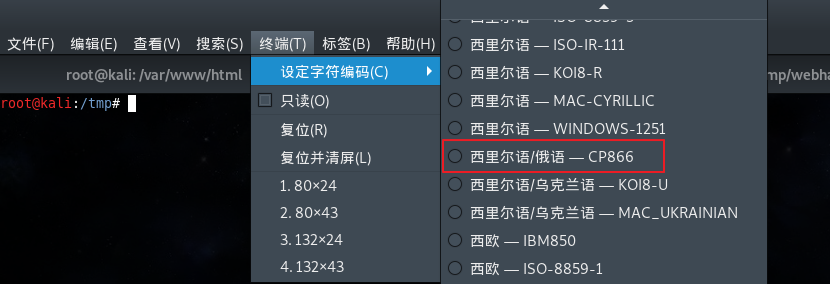 西里尔语 — ISO-8859-5
文件(F) 编辑(E) 查看(V) 搜索(S) 终端(T) 标签(B) 帮助(H)
西里尔语 — ISO-IR-111
root@kali: /var/www/html
设定字符编码(C)
西里尔语 — KOI8-R
mp/webha
root@kali:/tmp#
只读(O)
西里尔语 — MAC-CYRILLIC
复位(R)
西里尔语 — WINDOWS-1251
复位并清屏(L)
西里尔语/俄语 — CP866
1. 80×24
西里尔语/乌克兰语 — KOI8-U
2. 80×43
西里尔语/乌克兰语 — MAC_UKRAINIAN
3. 132×24
西欧 — IBM850
4. 132×43
西欧 — ISO-8859-1